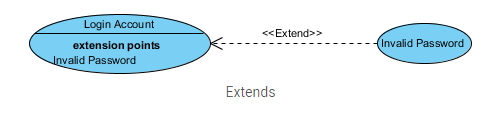 Login Account
extension points
Invalid Password
<<Extend>>
Invalid Password
Extends